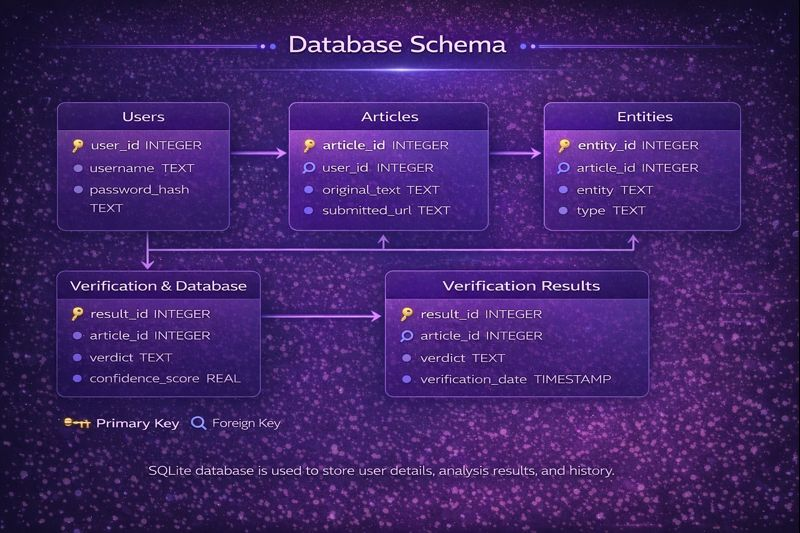 Database Schema
Users
user_id INTEGER
username TEXT
password_hash
TEXT
Articles
article_id INTEGER
user_id INTEGER
original_text TEXT
submitted_url TEXT
Entities
entity_id INTEGER
article_id INTEGER
entity TEXT
type TEXT
Verification & Database
result_id INTEGER
article_id INTEGER
verdict TEXT
confidence_score REAL
Verification Results
result_id INTEGER
article_id INTEGER
verdict TEXT
verification_date TIMESTAMP
Primary Key Foreign Key
SQLite database is used to store user details, analysis results, and history.